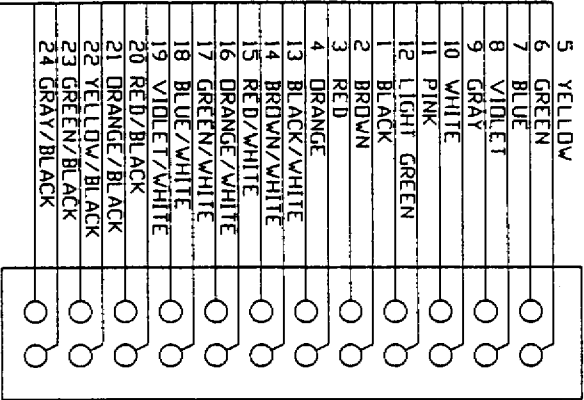 5 YELLOW
6 GREEN
7 BLUE
8 VIOLET
9 GRAY
10 WHITE
11 PINK
12 LIGHT GREEN
1 BLACK
2 BROWN
3 RED
4 ORANGE
13 BLACK/WHITE
14 BROWN/WHITE
15 RED/WHITE
16 ORANGE/WHITE
17 GREEN/WHITE
18 BLUE/WHITE
19 VIOLET/WHITE
20 RED/BLACK
21 ORANGE/BLACK
22 YELLOW/BLACK
23 GREEN/BLACK
24 GRAY/BLACK